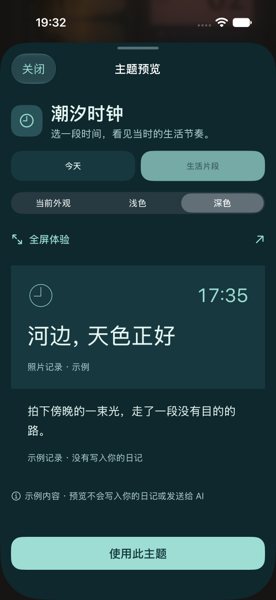 19:32
关闭
主题预览
潮汐时钟
选一段时间，看见当时的生活节奏。
今天
生活片段
当前外观
浅色
深色
全屏体验
17:35
河边，天色正好
照片记录 · 示例
拍下傍晚的一束光，走了一段没有目的的
路。
示例记录 · 没有写入你的日记
示例内容 · 预览不会写入你的日记或发送给 AI
使用此主题